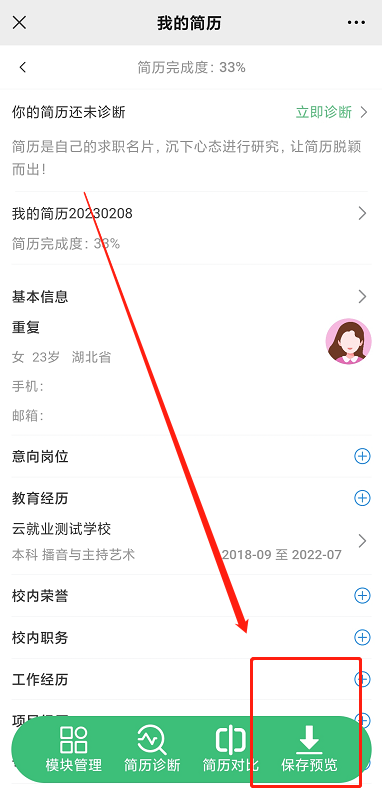 我的简历
简历完成度：33%
你的简历还未诊断 立即诊断
简历是自己的求职名片，沉下心态进行研究，让简历脱颖
而出！
我的简历20230208
简历完成度：33%
基本信息
重复
女 23岁 湖北省
手机：
邮箱：
意向岗位
教育经历
云就业测试学校
本科 播音与主持艺术 2018-09 至 2022-07
校内荣誉
校内职务
工作经历
模块管理 简历诊断 简历对比 保存预览